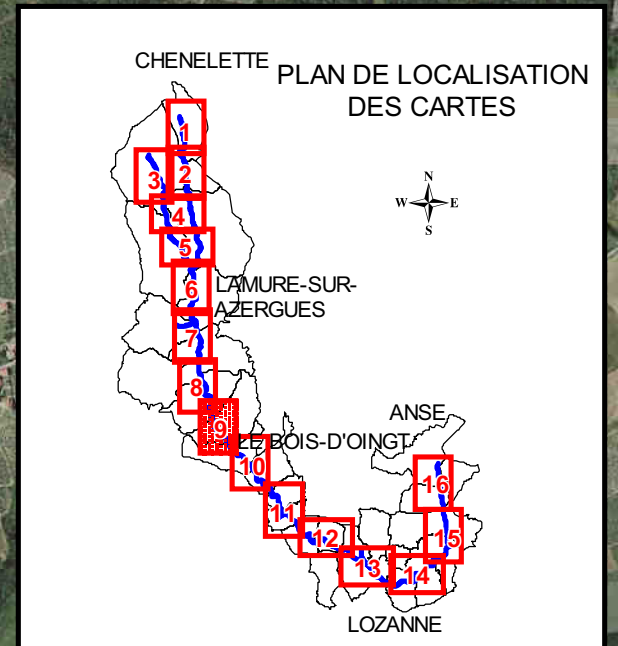 CHENELETTE
PLAN DE LOCALISATION
DES CARTES
N
W E
S
1
2
3
4
5
6
LAMURE-SUR-
AZERGUES
7
8
9
ANSE
LE BOIS-D'OINGT
10
16
11
12
15
13
14
LOZANNE